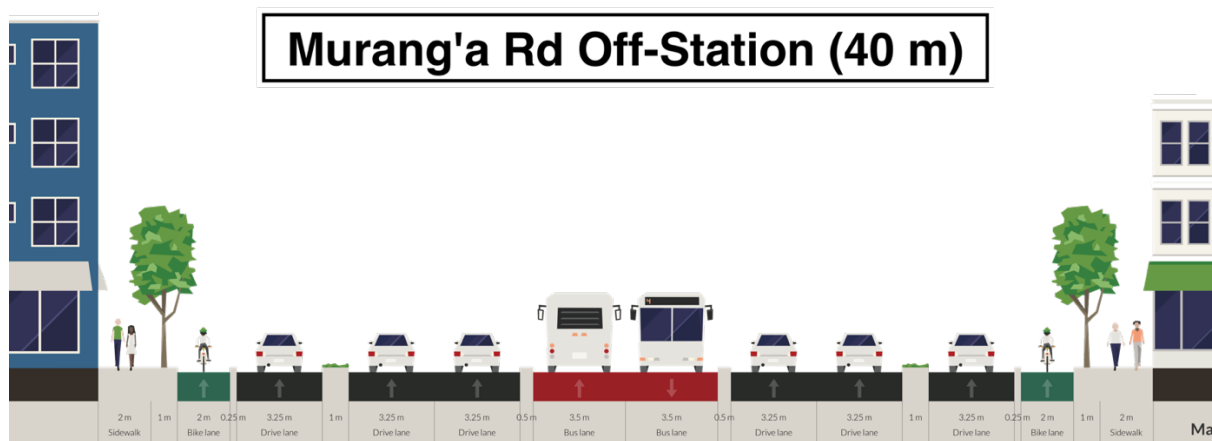 Murang'a Rd Off-Station (40 m)
4
2 m 1 m 2 m 0.25 m 3.25 m 1 m 3.25 m 3.25 m 0.5 m 3.5 m 3.5 m 0.5 m 3.25 m 3.25 m 1 m 3.25 m 0.25 m 2 m 1 m 2 m
Sidewalk Bike lane Drive lane Drive lane Drive lane Bus lane Bus lane Drive lane Drive lane Drive lane Bike lane Sidewalk Ma